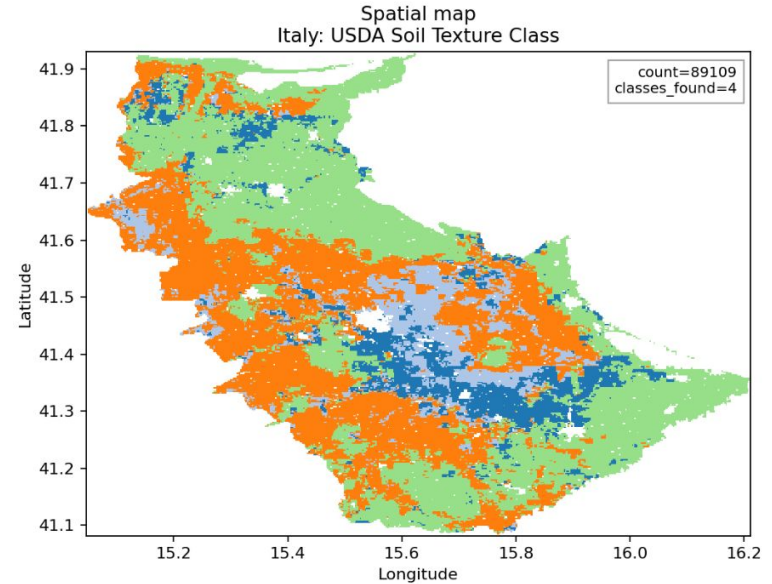 Spatial map
Italy: USDA Soil Texture Class
count=89109
classes_found=4
41.9
41.8
41.7
41.6
41.5
41.4
41.3
41.2
41.1
Latitude
15.2 15.4 15.6 15.8 16.0 16.2
Longitude